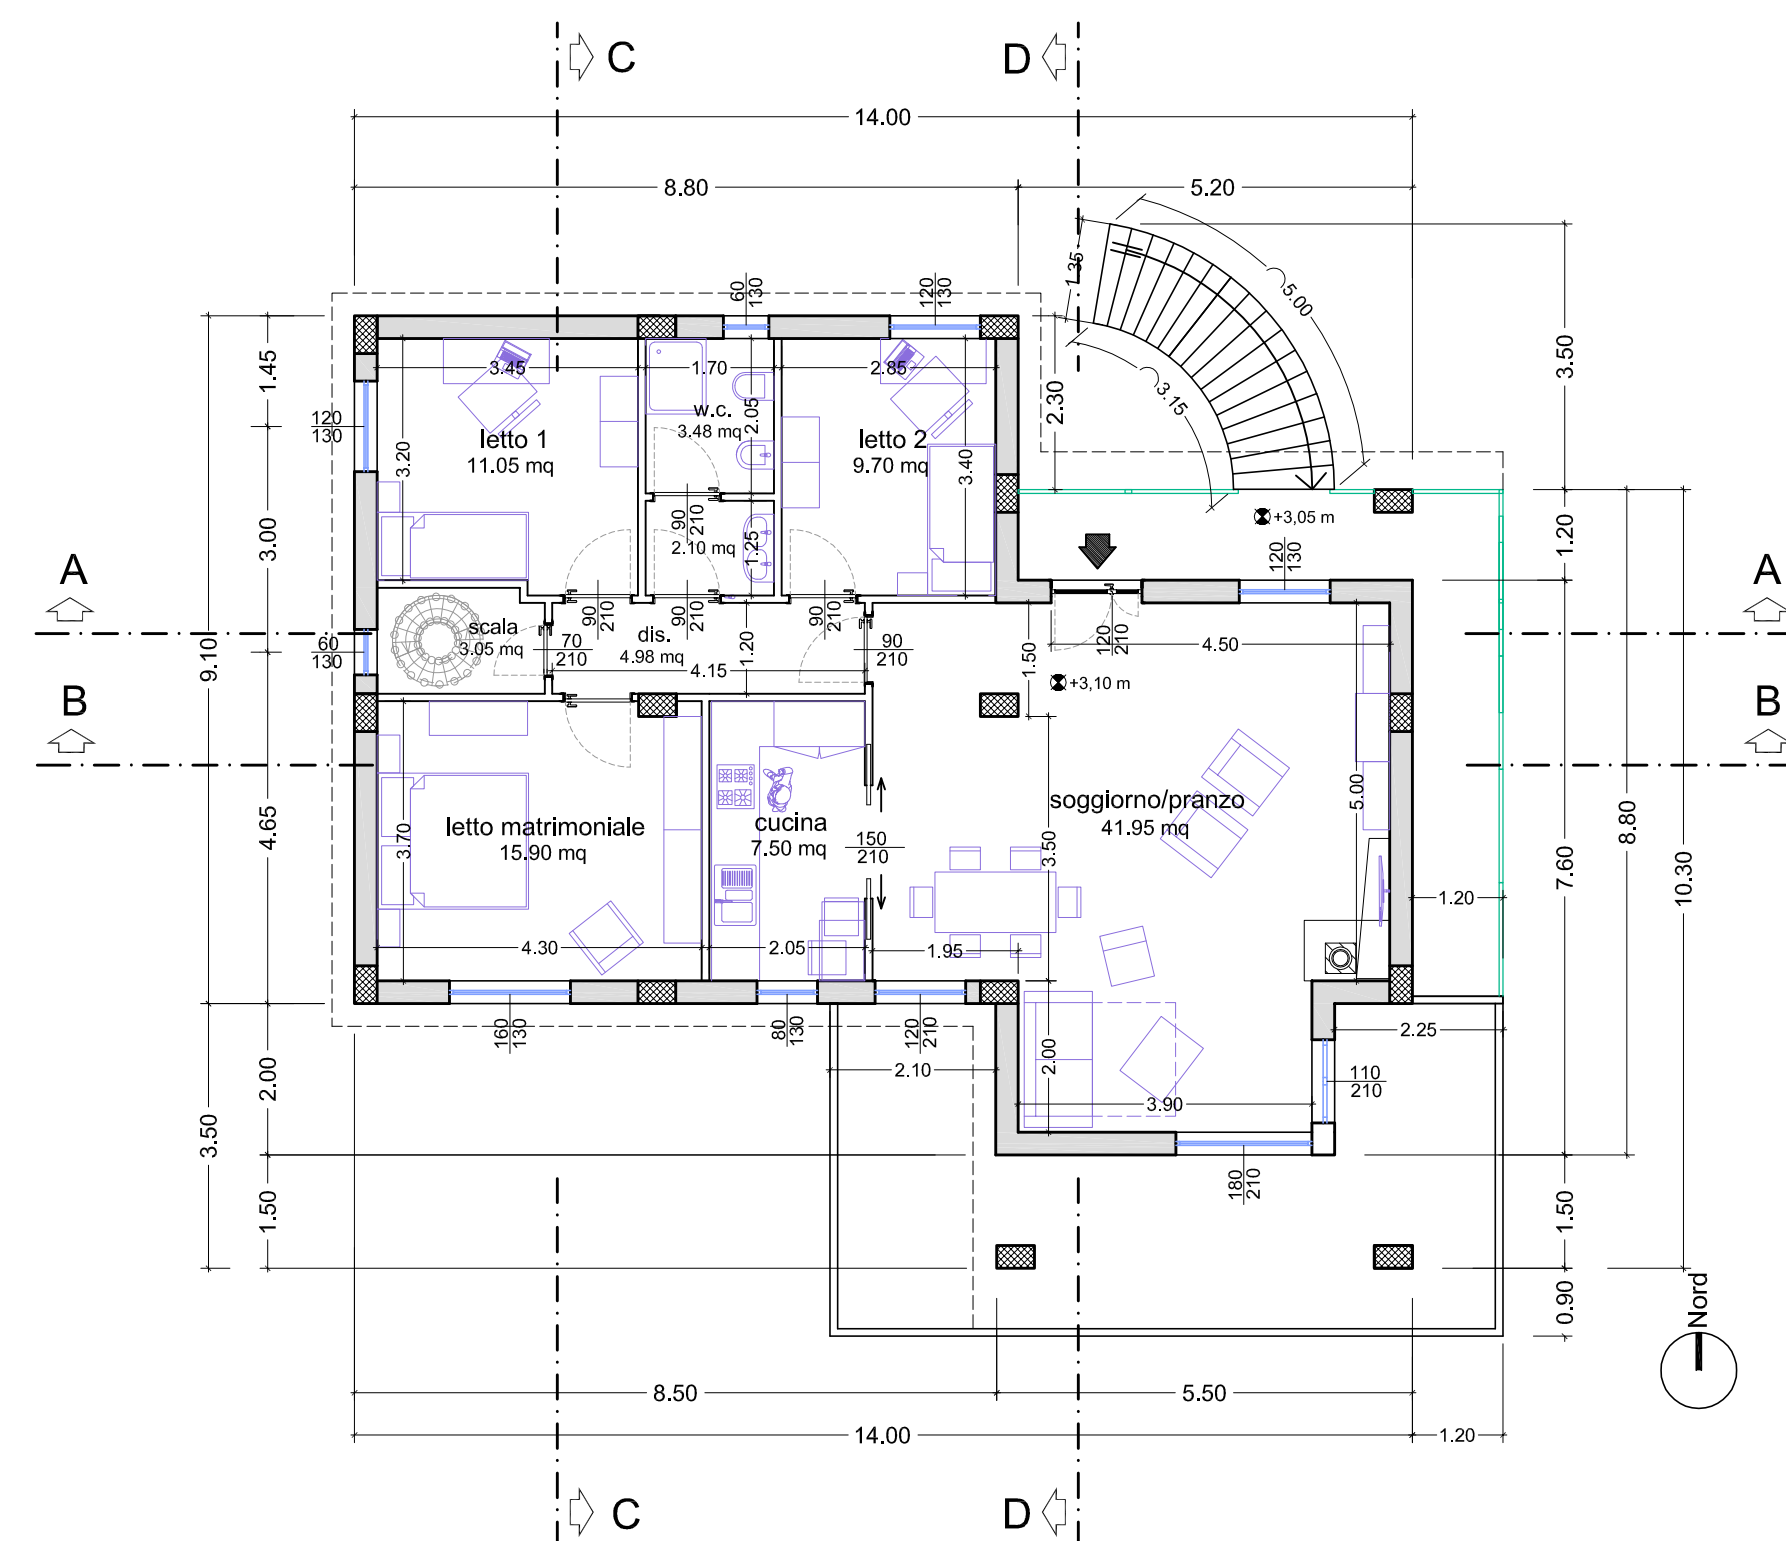 C
D
14.00
8.80
5.20
1.35
5.00
3.15
60
130
120
130
1.45
3.50
2.30
3.45
1.70
2.85
120
130
w.c.
3.48 mq
2.05
letto 1
11.05 mq
3.20
letto 2
9.70 mq
3.40
3.00
90
210
2.10 mq
1.25
+3,05 m
1.20
120
130
A
A
9.10
60
130
scala
3.05 mq
90
210
70
210
dis.
4.98 mq
90
210
1.20
4.15
90
210
90
210
1.50
120
210
4.50
+3,10 m
B
B
4.65
3.70
letto matrimoniale
15.90 mq
cucina
7.50 mq
150
210
soggiorno/pranzo
41.95 mq
3.50
5.00
7.60
8.80
10.30
1.20
4.30
2.05
1.95
160
130
80
130
120
210
2.25
2.00
2.10
2.00
110
210
3.90
3.50
1.50
180
210
1.50
0.90
Nord
8.50
5.50
14.00
1.20
C
D